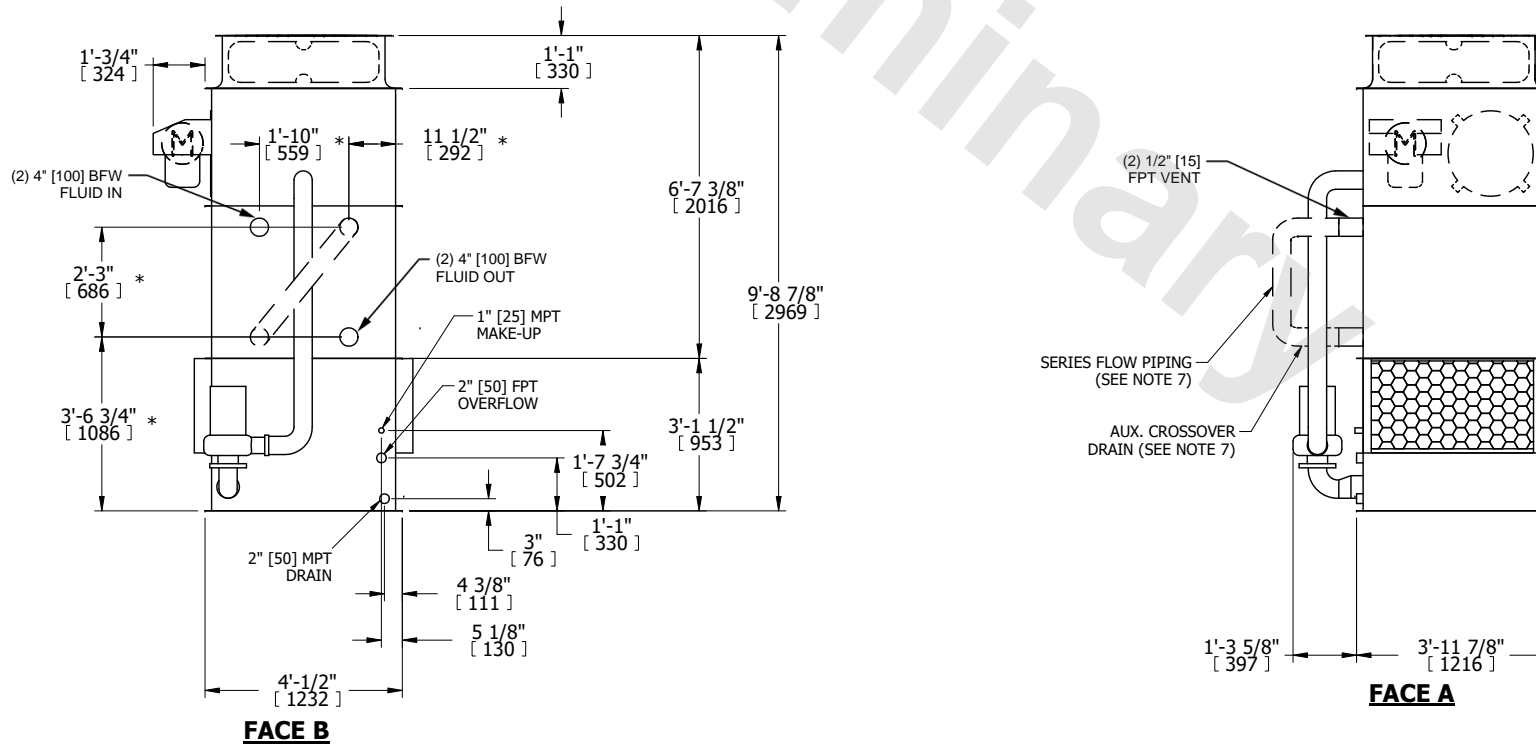 minary
1'-3/4"
[ 324 ]
1'-1"
[ 330 ]
1'-10" *
[ 559 ]
11 1/2" *
[ 292 ]
M
(2) 4" [100] BFW
FLUID IN
6'-7 3/8"
[ 2016 ]
2'-3" *
[ 686 ]
(2) 4" [100] BFW
FLUID OUT
9'-8 7/8"
[ 2969 ]
1" [25] MPT
MAKE-UP
2" [50] FPT
OVERFLOW
3'-6 3/4" *
[ 1086 ]
3'-1 1/2"
[ 953 ]
1'-7 3/4"
[ 502 ]
1'-1"
[ 330 ]
3"
[ 76 ]
2" [50] MPT
DRAIN
4 3/8"
[ 111 ]
5 1/8"
[ 130 ]
4'-1/2"
[ 1232 ]
FACE B
M
(2) 1/2" [15]
FPT VENT
SERIES FLOW PIPING
(SEE NOTE 7)
AUX. CROSSOVER
DRAIN (SEE NOTE 7)
1'-3 5/8"
[ 397 ]
3'-11 7/8"
[ 1216 ]
FACE A